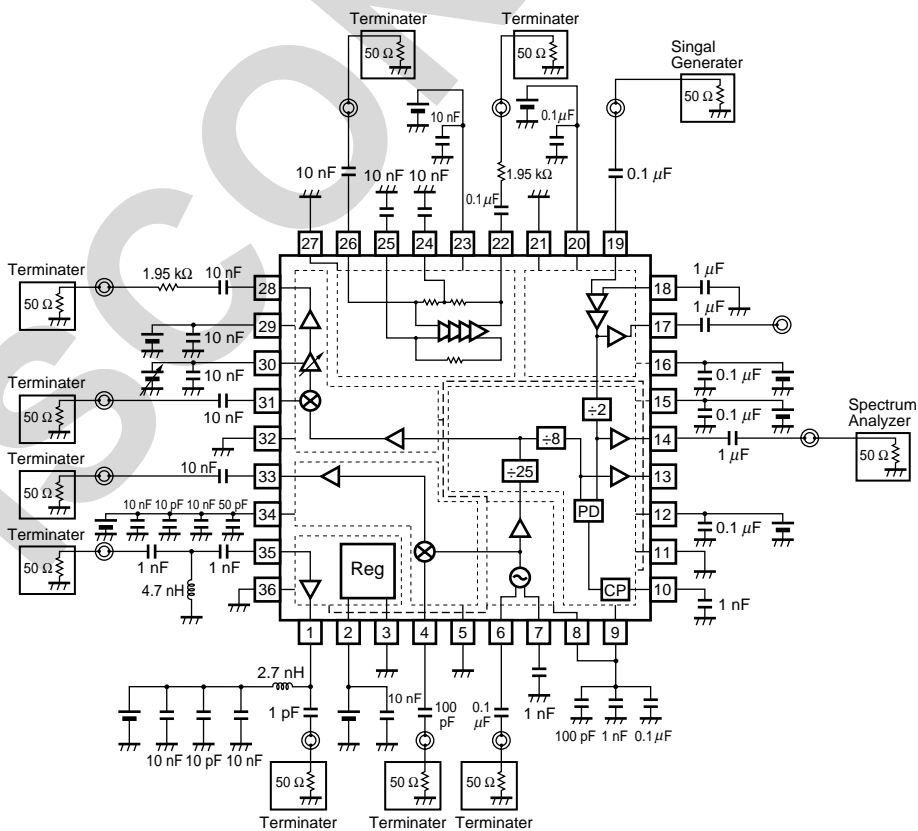 Terminater
50 Ω
Terminater
50 Ω
Singal
Generater
50 Ω
10 nF
0.1 µF
10 nF
10 nF
10 nF
0.1 µF
1.95 kΩ
0.1 µF
27
26
25
24
23
22
21
20
19
Terminater
50 Ω
1.95 kΩ
10 nF
28
18
1 µF
29
10 nF
17
1 µF
30
10 nF
16
0.1 µF
Terminater
50 Ω
10 nF
31
÷2
15
0.1 µF
Spectrum
Analyzer
50 Ω
32
÷8
14
1 µF
Terminater
50 Ω
10 nF
33
÷25
13
10 nF
10 pF
10 nF
50 pF
34
PD
12
0.1 µF
Terminater
50 Ω
1 nF
1 nF
35
Reg
11
4.7 nH
36
CP
10
1 nF
1
2
3
4
5
6
7
8
9
2.7 nH
1 pF
10 nF
100
pF
0.1
µF
1 nF
10 nF
10 pF
10 nF
100 pF
1 nF
0.1 µF
50 Ω
50 Ω
50 Ω
Terminater
Terminater
Terminater
ISCON